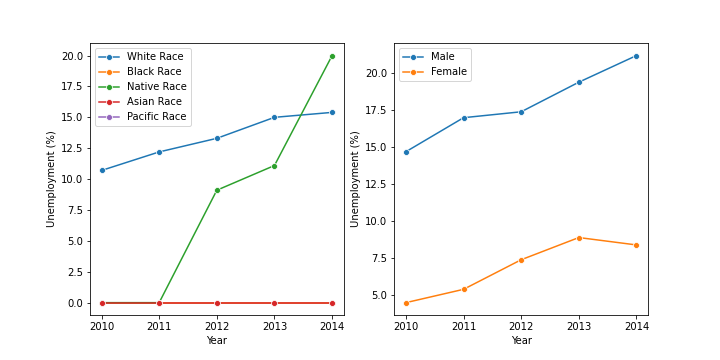 White Race
Black Race
Native Race
Asian Race
Pacific Race
20.0
17.5
15.0
12.5
10.0
7.5
5.0
2.5
0.0
Unemployment (%)
2010 2011 2012 2013 2014
Year
Male
Female
20.0
17.5
15.0
12.5
10.0
7.5
5.0
Unemployment (%)
2010 2011 2012 2013 2014
Year